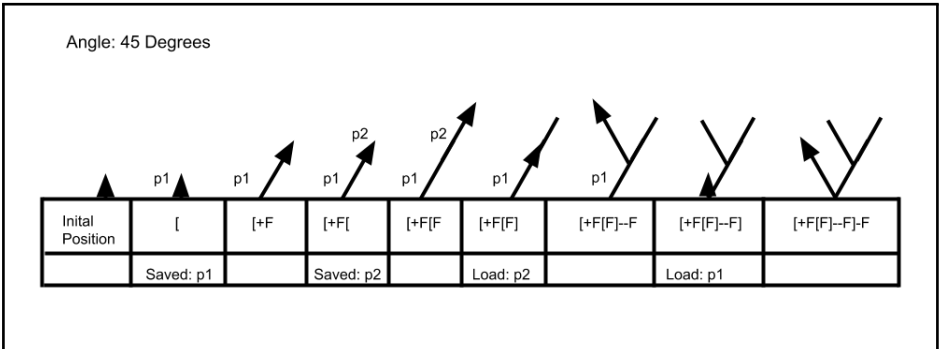 Angle: 45 Degrees
p2 p2
p1 p1 p1 p1 p1 p1
Inital
Position
[ [+F [+F[ [+F[F [+F[F] [+F[F]--F [+F[F]--F] [+F[F]--F]-F
Saved: p1 Saved: p2 Load: p2 Load: p1